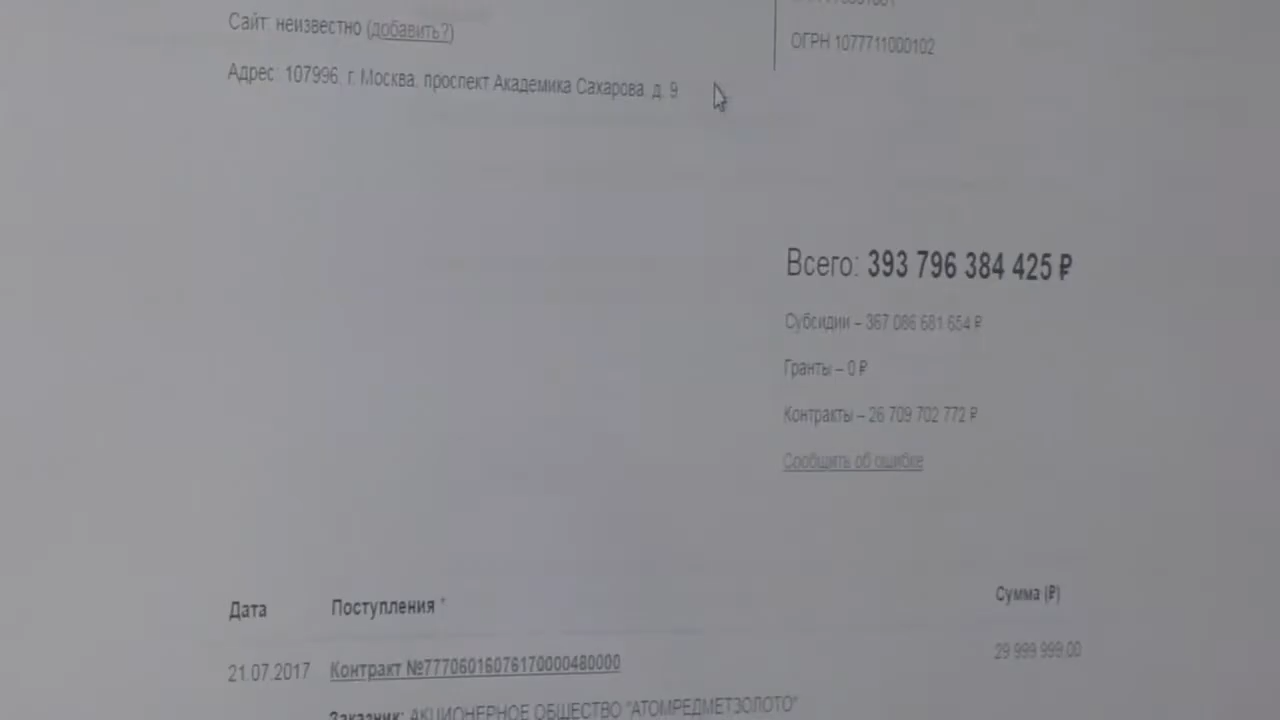 Сайт: неизвестно (добавить?)
ОГРН 1077711000102
Адрес: 107996, г. Москва, проспект Академика Сахарова, д. 9
Всего: 393 796 384 425 ₽
Субсидии – 367 086 681 654 ₽
Гранты – 0 ₽
Контракты – 26 709 702 772 ₽
Сообщить об ошибке
Дата Поступления * Сумма (₽)
21.07.2017 Контракт №77706016076170000480000 29 999 999.00
Заказчик: АКЦИОНЕРНОЕ ОБЩЕСТВО "АТОМРЕДМЕТЗОЛОТО"